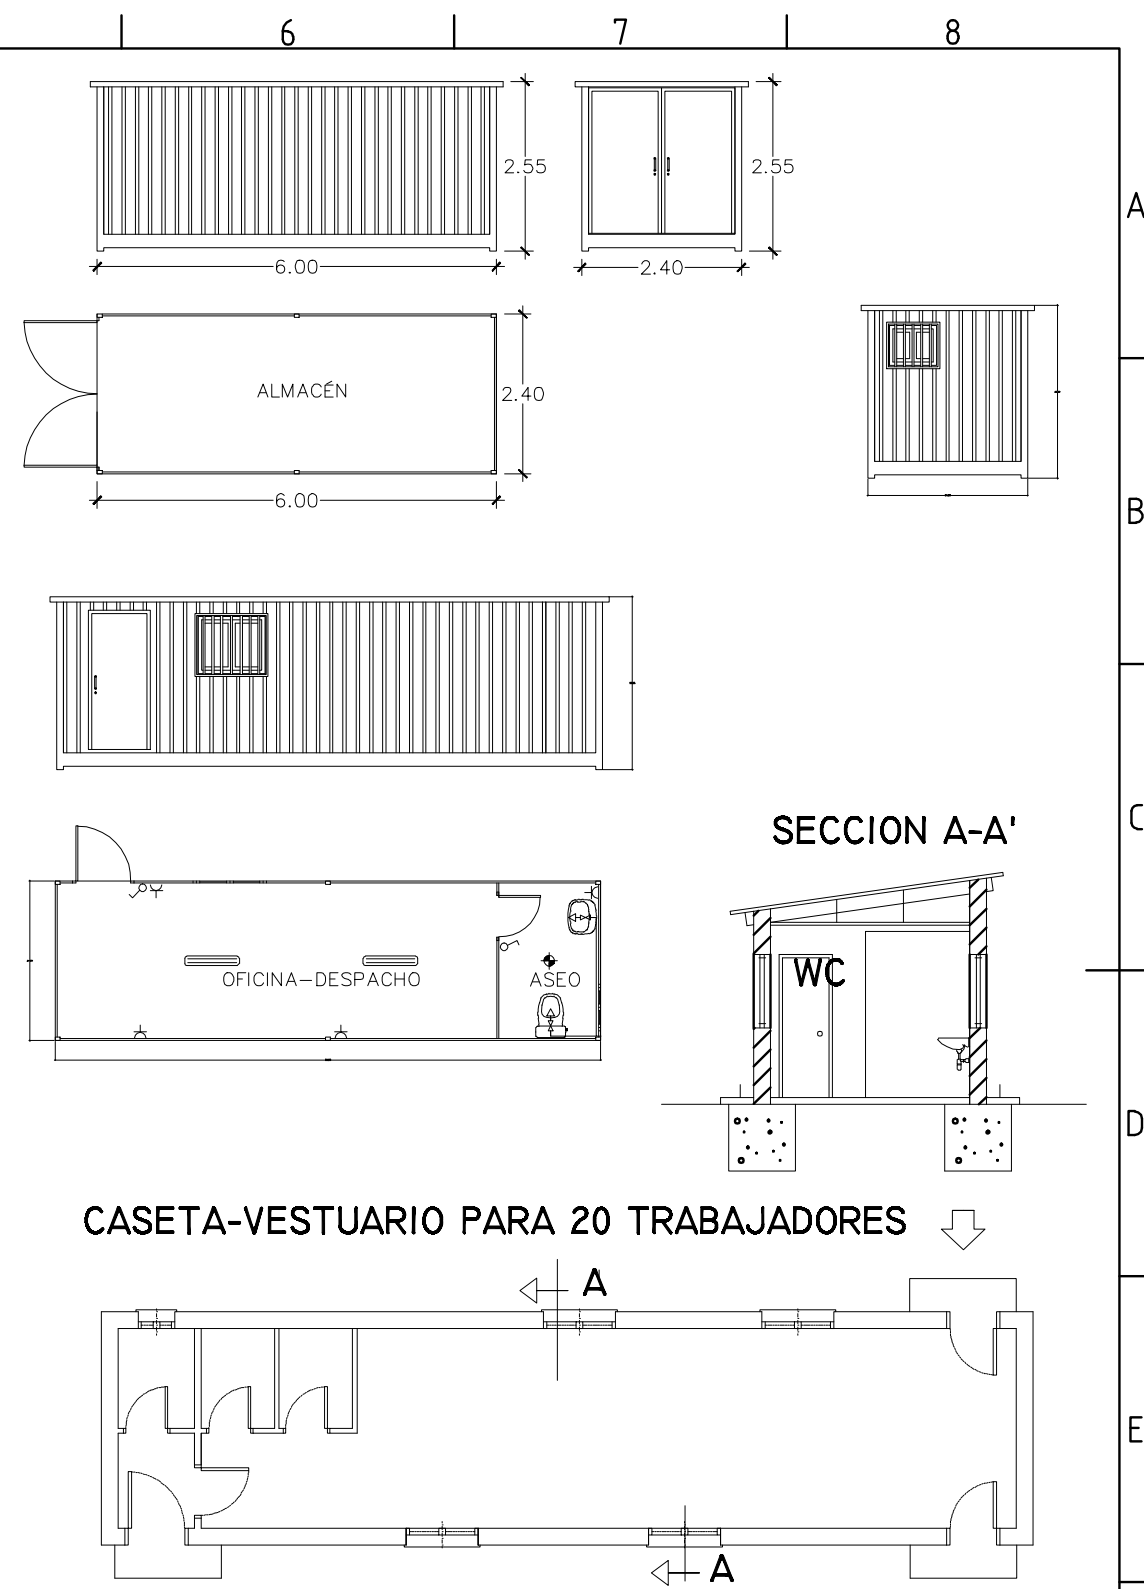 6 7 8
A
B
C
D
E
2.55
6.00
2.55
2.40
ALMACÉN
2.40
6.00
OFICINA-DESPACHO
ASEO
SECCION A-A'
WC
CASETA-VESTUARIO PARA 20 TRABAJADORES
A
A